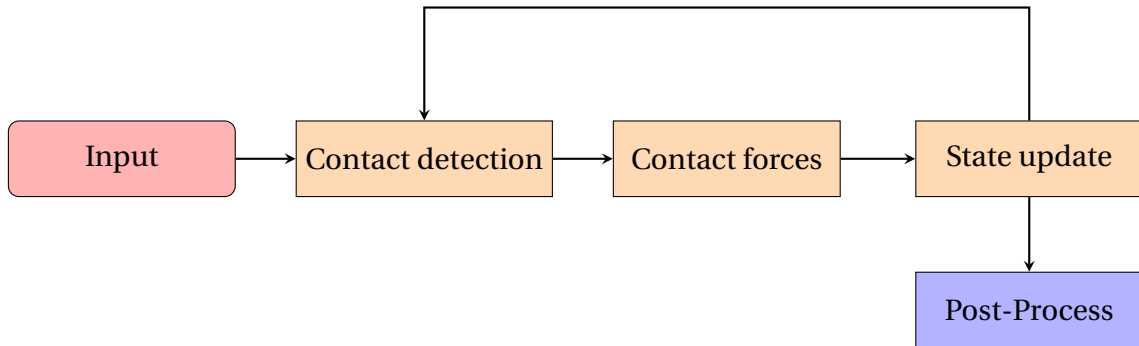 Input
Contact detection
Contact forces
State update
Post-Process